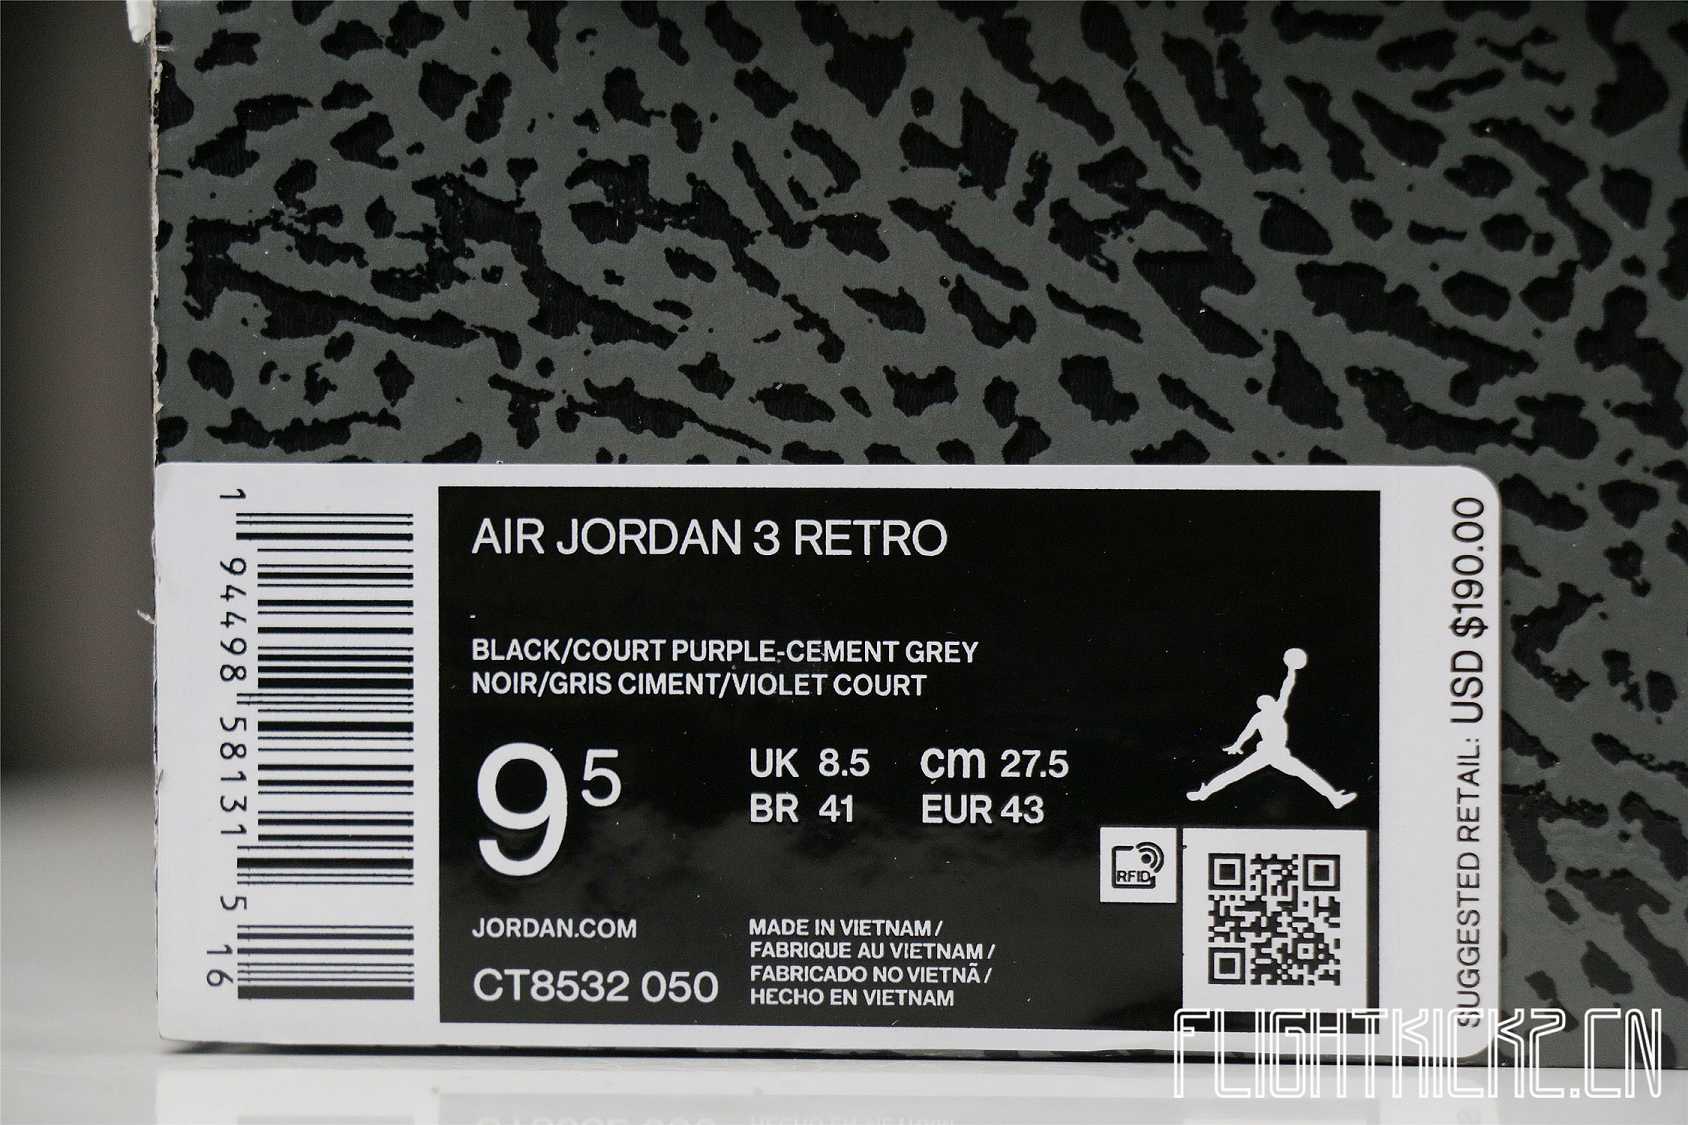 AIR JORDAN 3 RETRO
BLACK/COURT PURPLE-CEMENT GREY
NOIR/GRIS CIMENT/VIOLET COURT
9 5
UK 8.5 cm 27.5
BR 41 EUR 43
RFID
JORDAN.COM
CT8532 050
MADE IN VIETNAM /
FABRIQUE AU VIETNAM /
FABRICADO NO VIETNÃ /
HECHO EN VIETNAM
1 94498 58131 5 16
SUGGESTED RETAIL: USD $190.00
FLIGHTKICKZ.CN